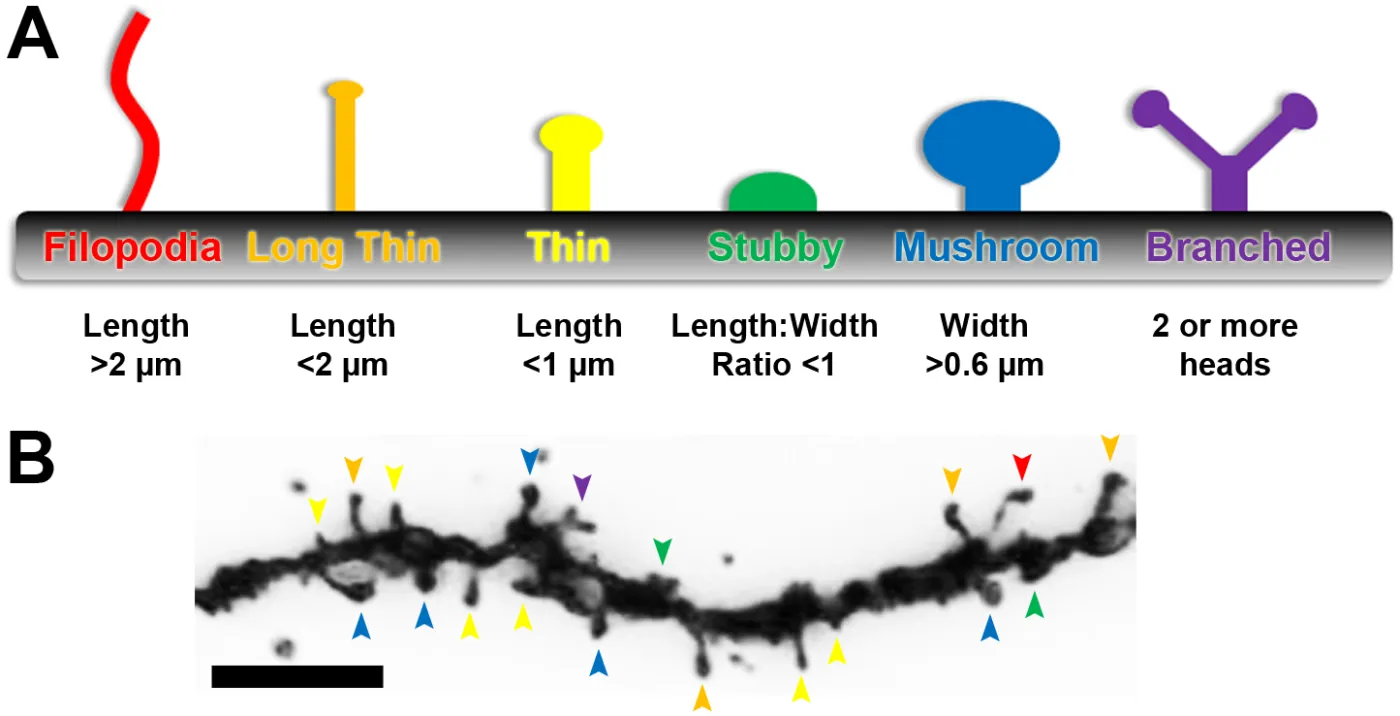 A
Filopodia Long Thin Thin Stubby Mushroom Branched
Length Length Length Length:Width Width 2 or more
>2 µm <2 µm <1 µm Ratio <1 >0.6 µm heads
B